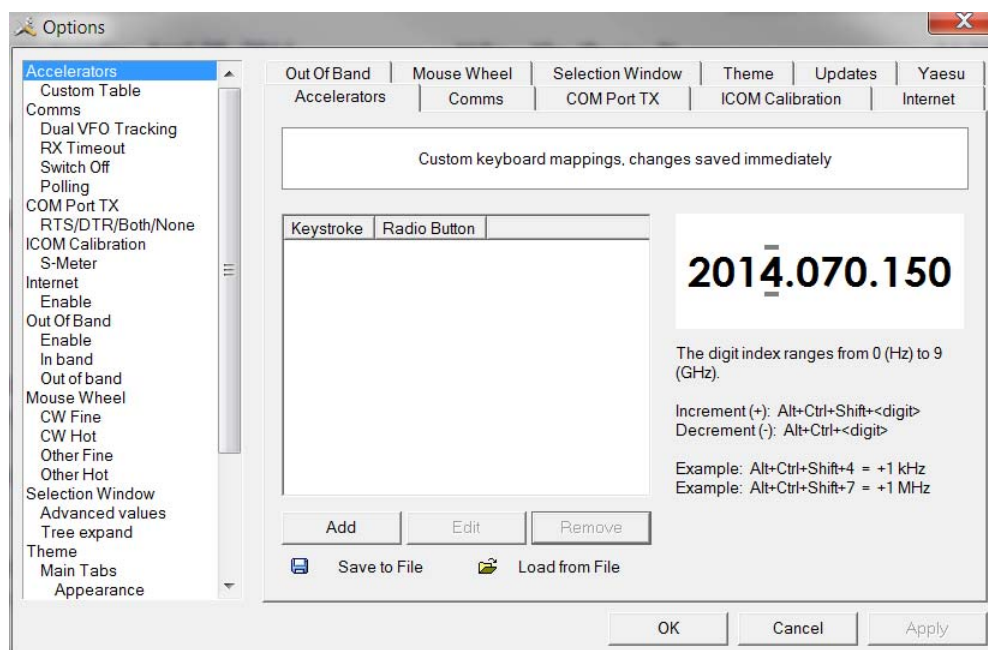 Options
X
Accelerators
Custom Table
Comms
Dual VFO Tracking
RX Timeout
Switch Off
Polling
COM Port TX
RTS/DTR/Both/None
ICOM Calibration
S-Meter
Internet
Enable
Out Of Band
Enable
In band
Out of band
Mouse Wheel
CW Fine
CW Hot
Other Fine
Other Hot
Selection Window
Advanced values
Tree expand
Theme
Main Tabs
Appearance
Out Of Band Mouse Wheel Selection Window Theme Updates Yaesu
Accelerators Comms COM Port TX ICOM Calibration Internet
Custom keyboard mappings, changes saved immediately
Keystroke Radio Button
Add Edit Remove
Save to File Load from File
2014.070.150
The digit index ranges from 0 (Hz) to 9
(GHz).
Increment (+): Alt+Ctrl+Shift+<digit>
Decrement (-): Alt+Ctrl+<digit>
Example: Alt+Ctrl+Shift+4 = +1 kHz
Example: Alt+Ctrl+Shift+7 = +1 MHz
OK Cancel Apply